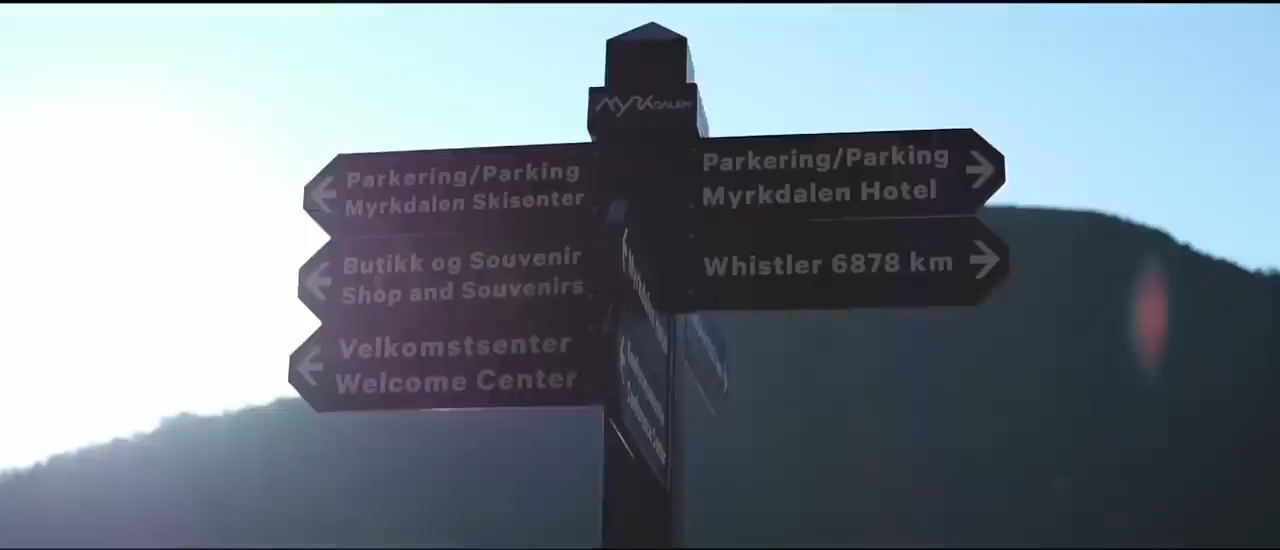 MYRKDALEN
Parkering/Parking
Myrkdalen Skisenter
Butikk og Souvenir
Shop and Souvenirs
Velkomstsenter
Welcome Center
Parkering/Parking
Myrkdalen Hotel
Whistler 6878 km